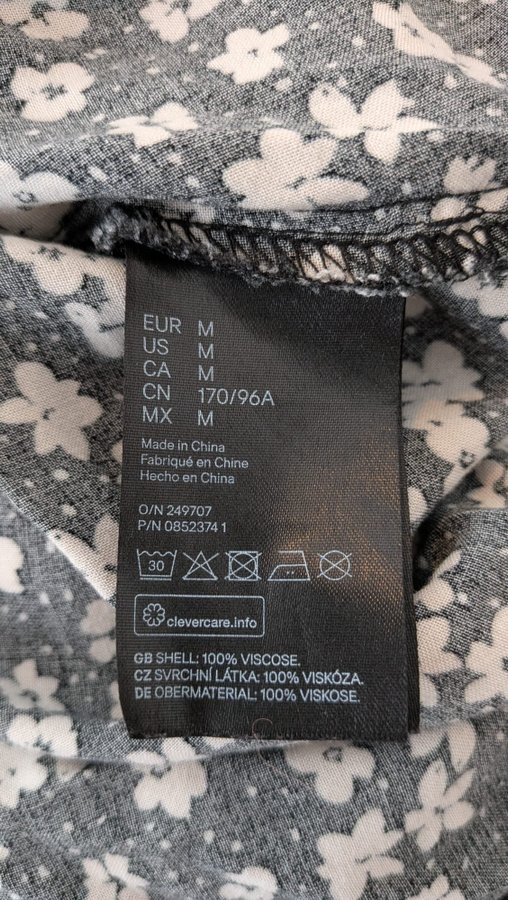 EUR M
US M
CA M
CN 170/96A
MX M
Made in China
Fabriqué en Chine
Hecho en China
O/N 249707
P/N 0852374 1
30
clevercare.info
GB SHELL: 100% VISCOSE.
CZ SVRCHNÍ LÁTKA: 100% VISKÓZA.
DE OBERMATERIAL: 100% VISKOSE.